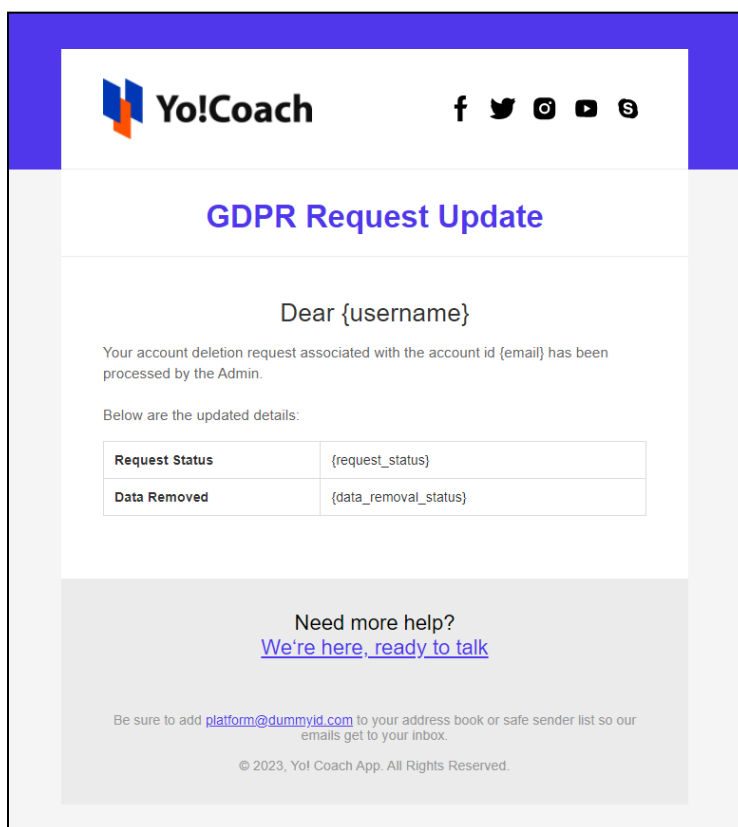 Yo!Coach
GDPR Request Update
Dear {username}
Your account deletion request associated with the account id {email} has been
processed by the Admin.
Below are the updated details:
Request Status {request_status}
Data Removed {data_removal_status}
Need more help?
We‘re here, ready to talk
Be sure to add platform@dummyid.com to your address book or safe sender list so our
emails get to your inbox.
© 2023, Yo! Coach App. All Rights Reserved.